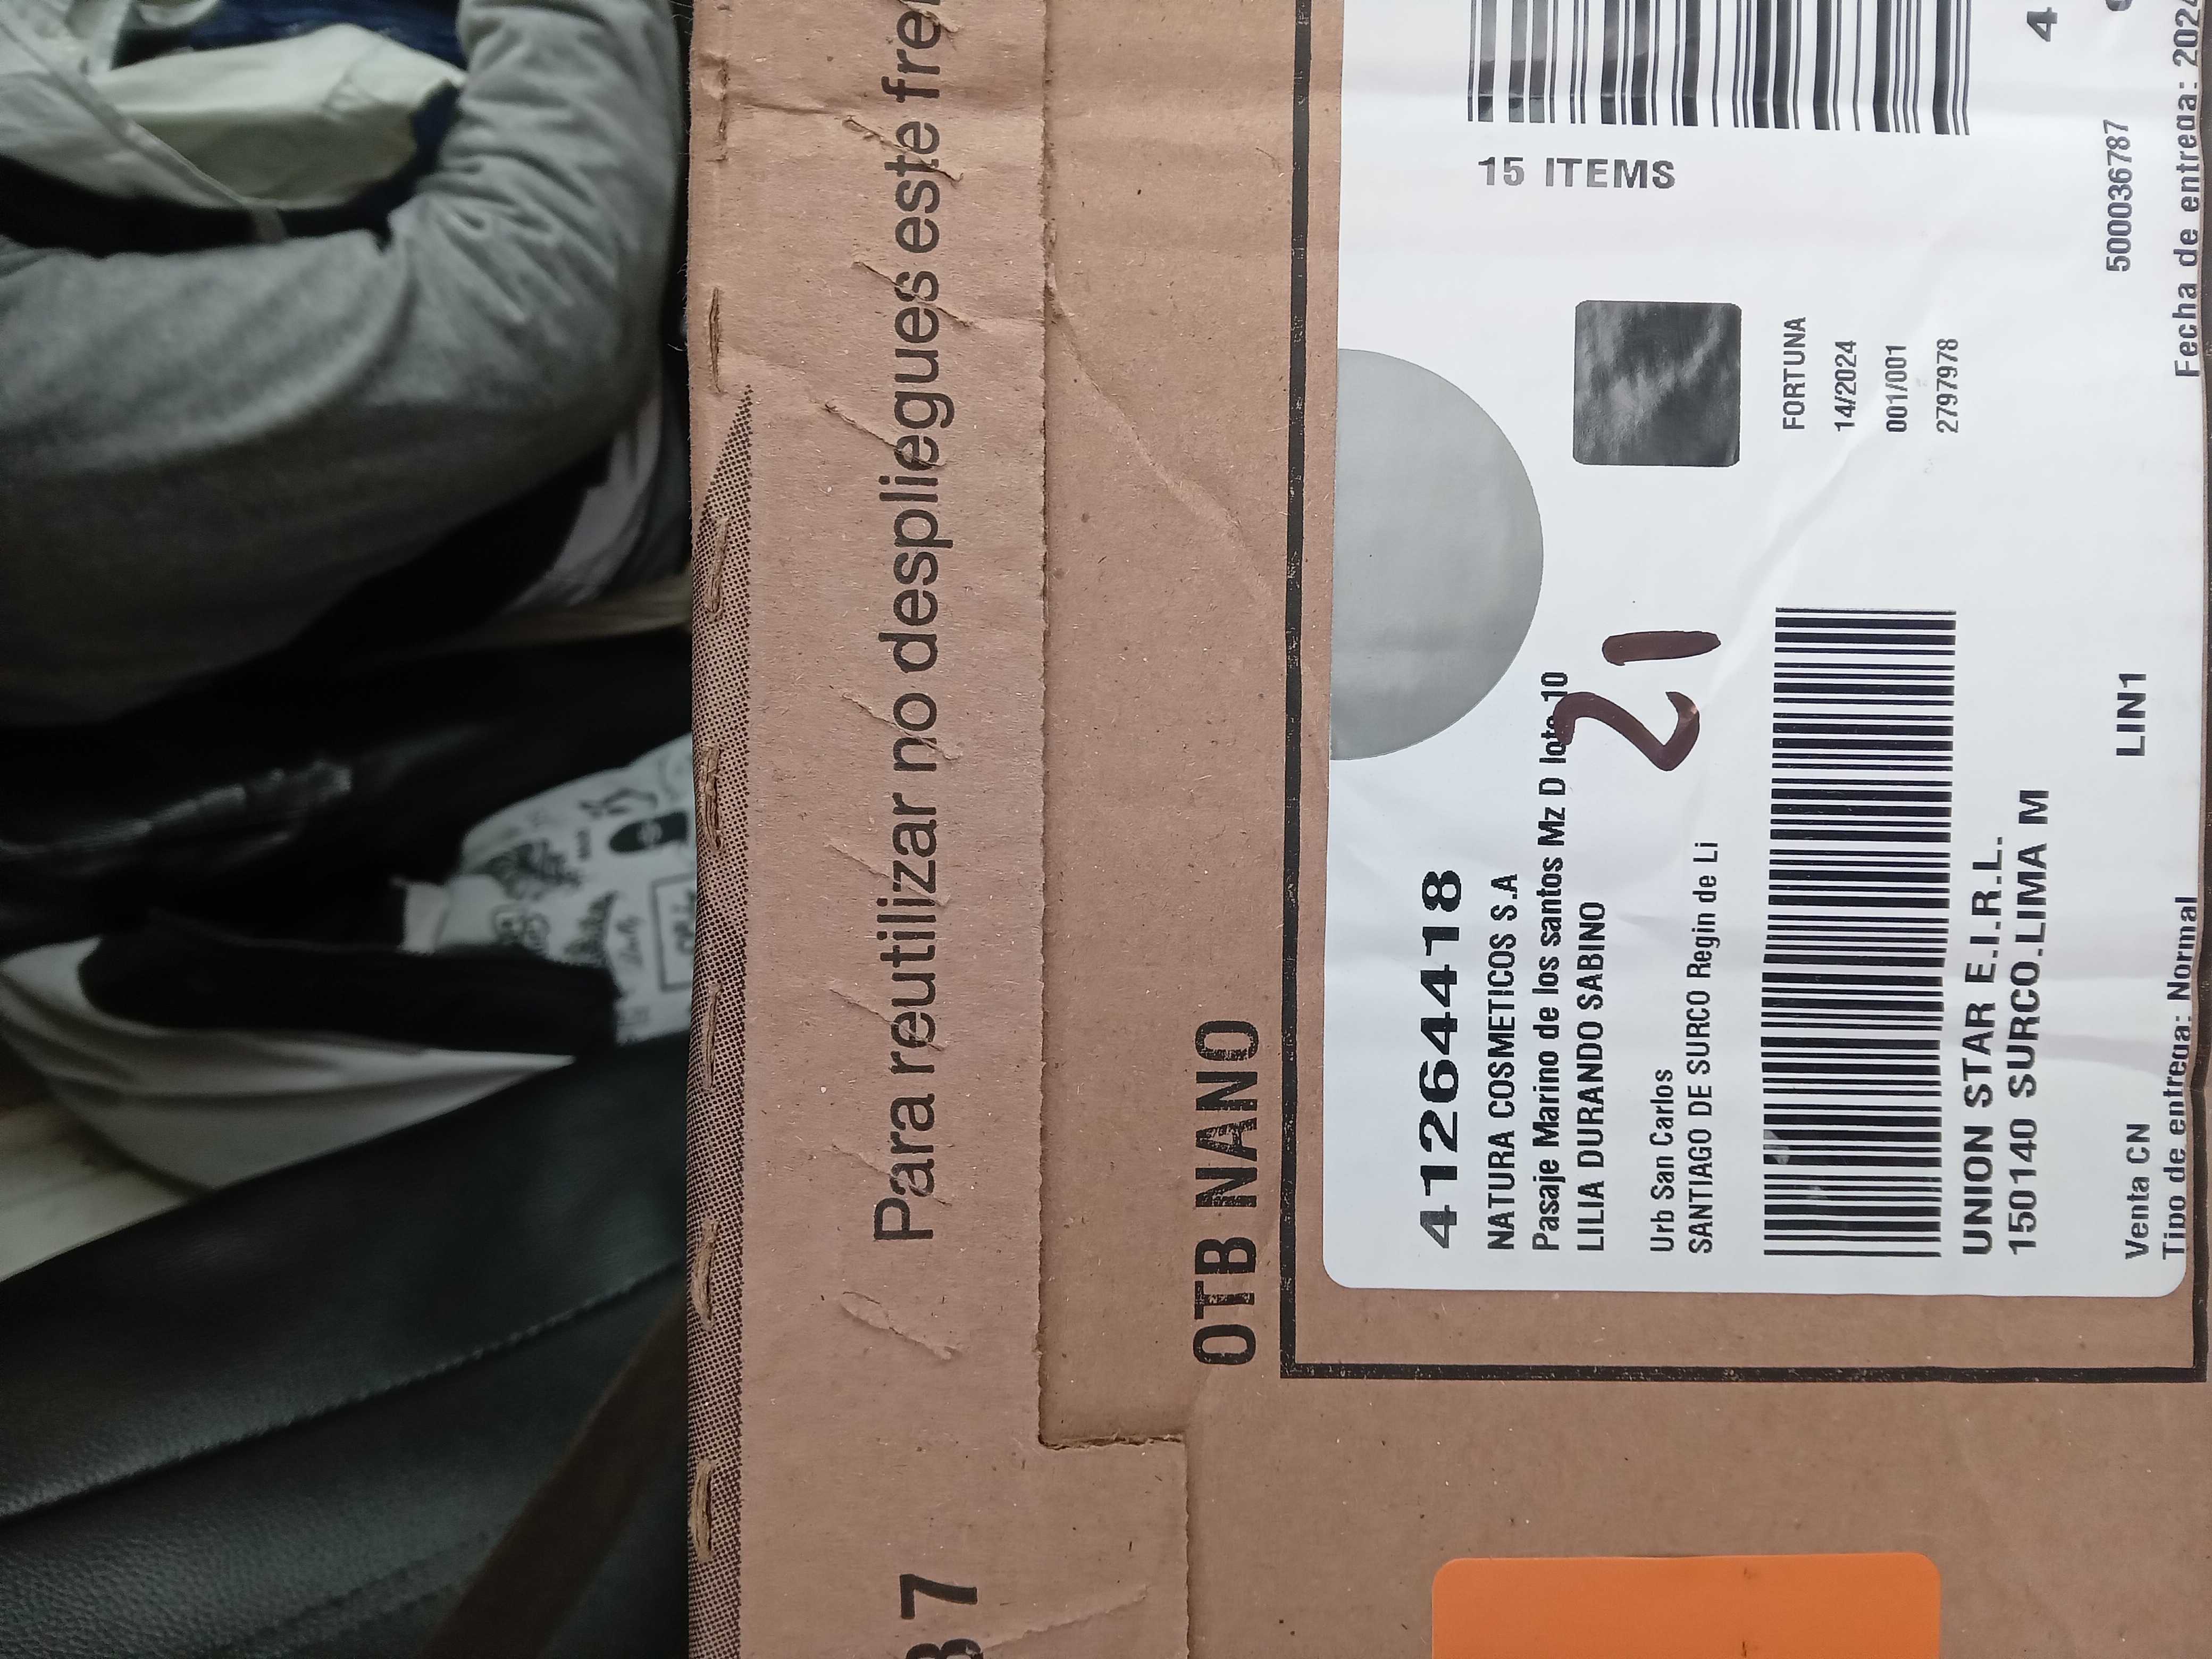 Para reutilizar no despliegues este
OTB NANO
41264418
NATURA COSMETICOS S.A
Pasaje Marino de los santos Mz D lote 10
LILIA DURANDO SABINO
21
Urb San Carlos
SANTIAGO DE SURCO Regin de Li
15 ITEMS
FORTUNA
14/2024
001/001
2797978
UNION STAR E.I.R.L.
150140 SURCO.LIMA M
4
Venta CN
LIN1
500036787
Tipo de entrega: Normal
Fecha de entrega: 2024
37